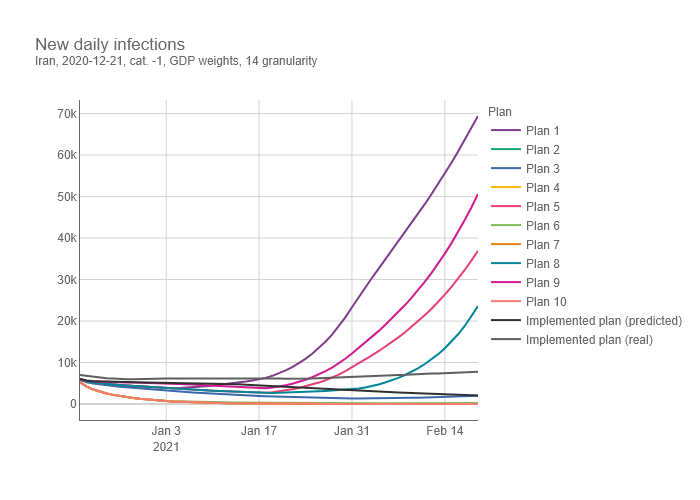 New daily infections
Iran, 2020-12-21, cat. -1, GDP weights, 14 granularity
70k
60k
50k
40k
30k
20k
10k
0
Jan 3
2021
Jan 17
Jan 31
Feb 14
Plan
Plan 1
Plan 2
Plan 3
Plan 4
Plan 5
Plan 6
Plan 7
Plan 8
Plan 9
Plan 10
Implemented plan (predicted)
Implemented plan (real)